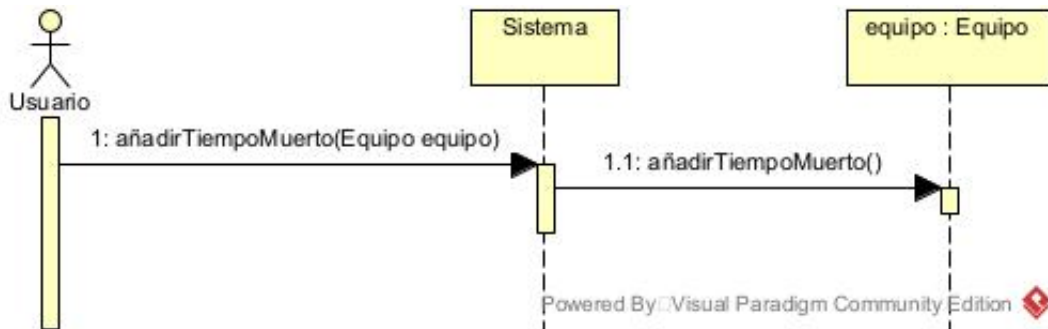 Sistema
equipo : Equipo
Usuario
1: añadirTiempoMuerto(Equipo equipo)
1.1: añadirTiempoMuerto()
Powered By Visual Paradigm Community Edition